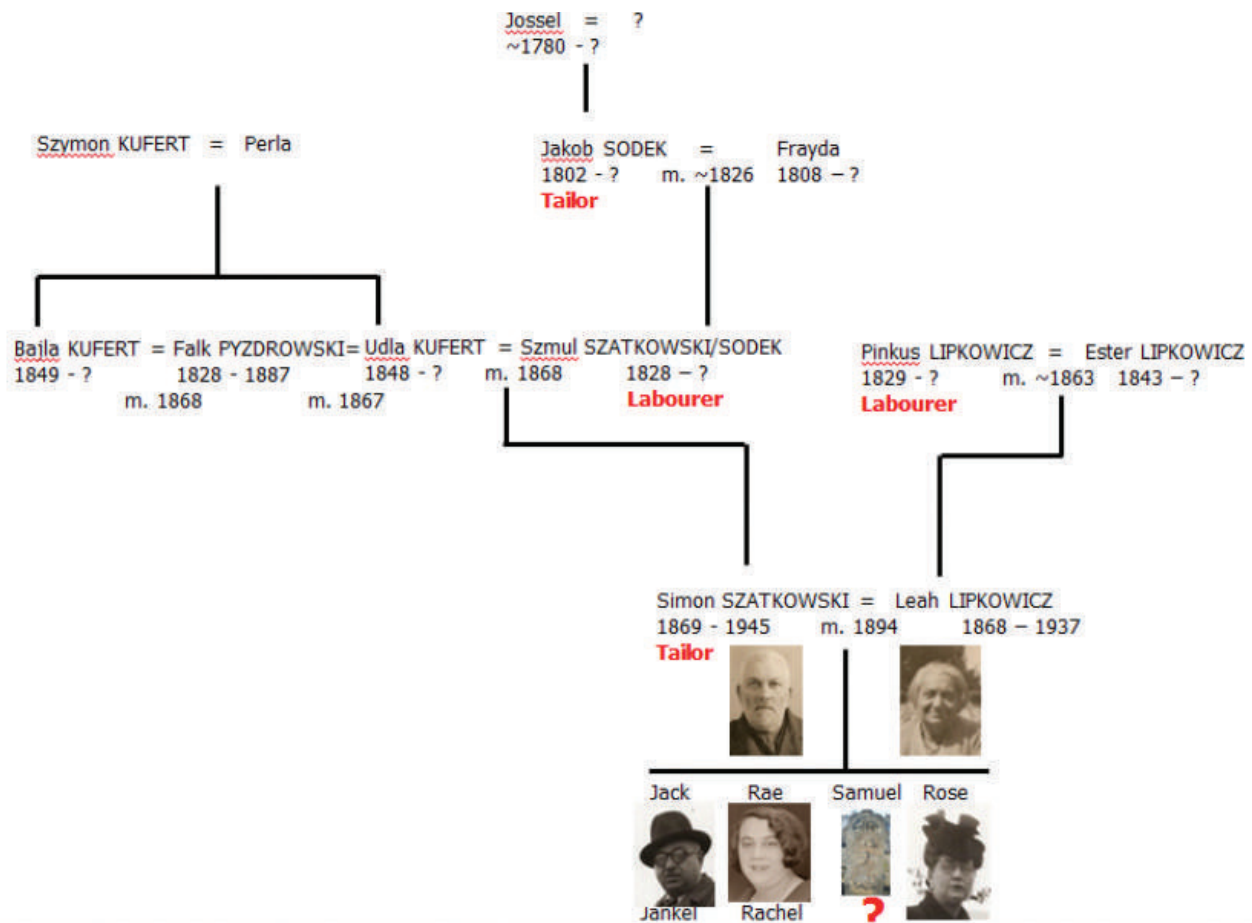 Jossel = ?
~1780 - ?
Szymon KUFERT = Perla
Jakob SODEK = Frayda
1802 - ? m. ~1826 1808 – ?
Tailor
Bajla KUFERT = Falk PYZDROWSKI= Udla KUFERT = Szmul SZATKOWSKI/SODEK
1849 - ? 1828 - 1887 1848 - ? m. 1868 1828 – ?
m. 1868 m. 1867
Labourer
Pinkus LIPKOWICZ = Ester LIPKOWICZ
1829 - ? m. ~1863 1843 – ?
Labourer
Simon SZATKOWSKI = Leah LIPKOWICZ
1869 - 1945 m. 1894 1868 – 1937
Tailor
Jack Rae Samuel Rose
Jankel Rachel ?